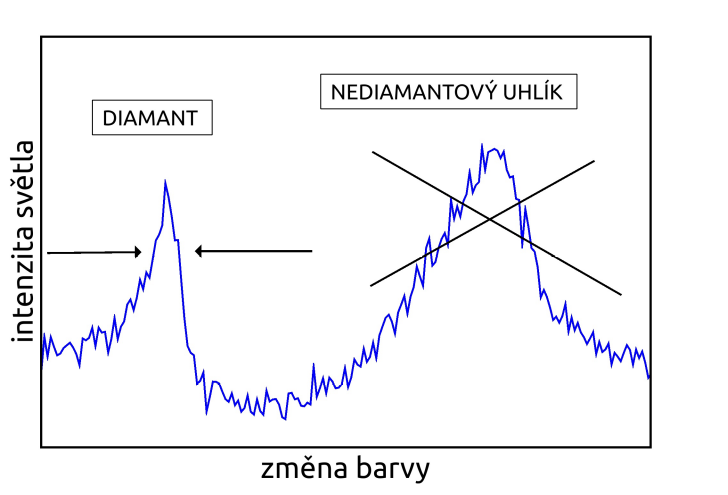 NEDIAMANTOVÝ UHLÍK
DIAMANT
intenzita světla
změna barvy